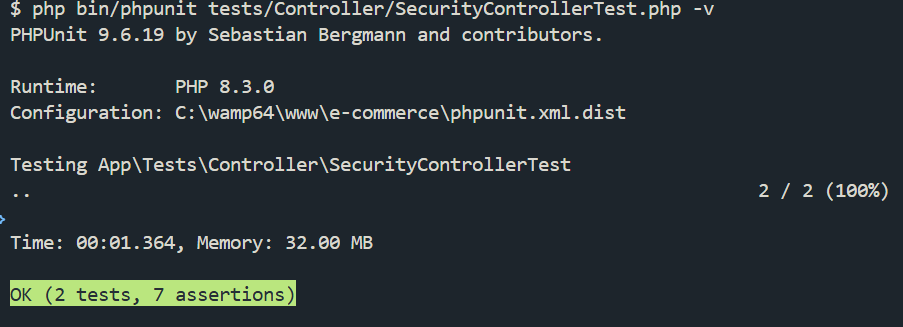 $ php bin/phpunit tests/Controller/SecurityControllerTest.php -v
PHPUnit 9.6.19 by Sebastian Bergmann and contributors.
Runtime:       PHP 8.3.0
Configuration: C:\wamp64\www\e-commerce\phpunit.xml.dist
Testing App\Tests\Controller\SecurityControllerTest
..                                                                  2 / 2 (100%)
Time: 00:01.364, Memory: 32.00 MB
OK (2 tests, 7 assertions)